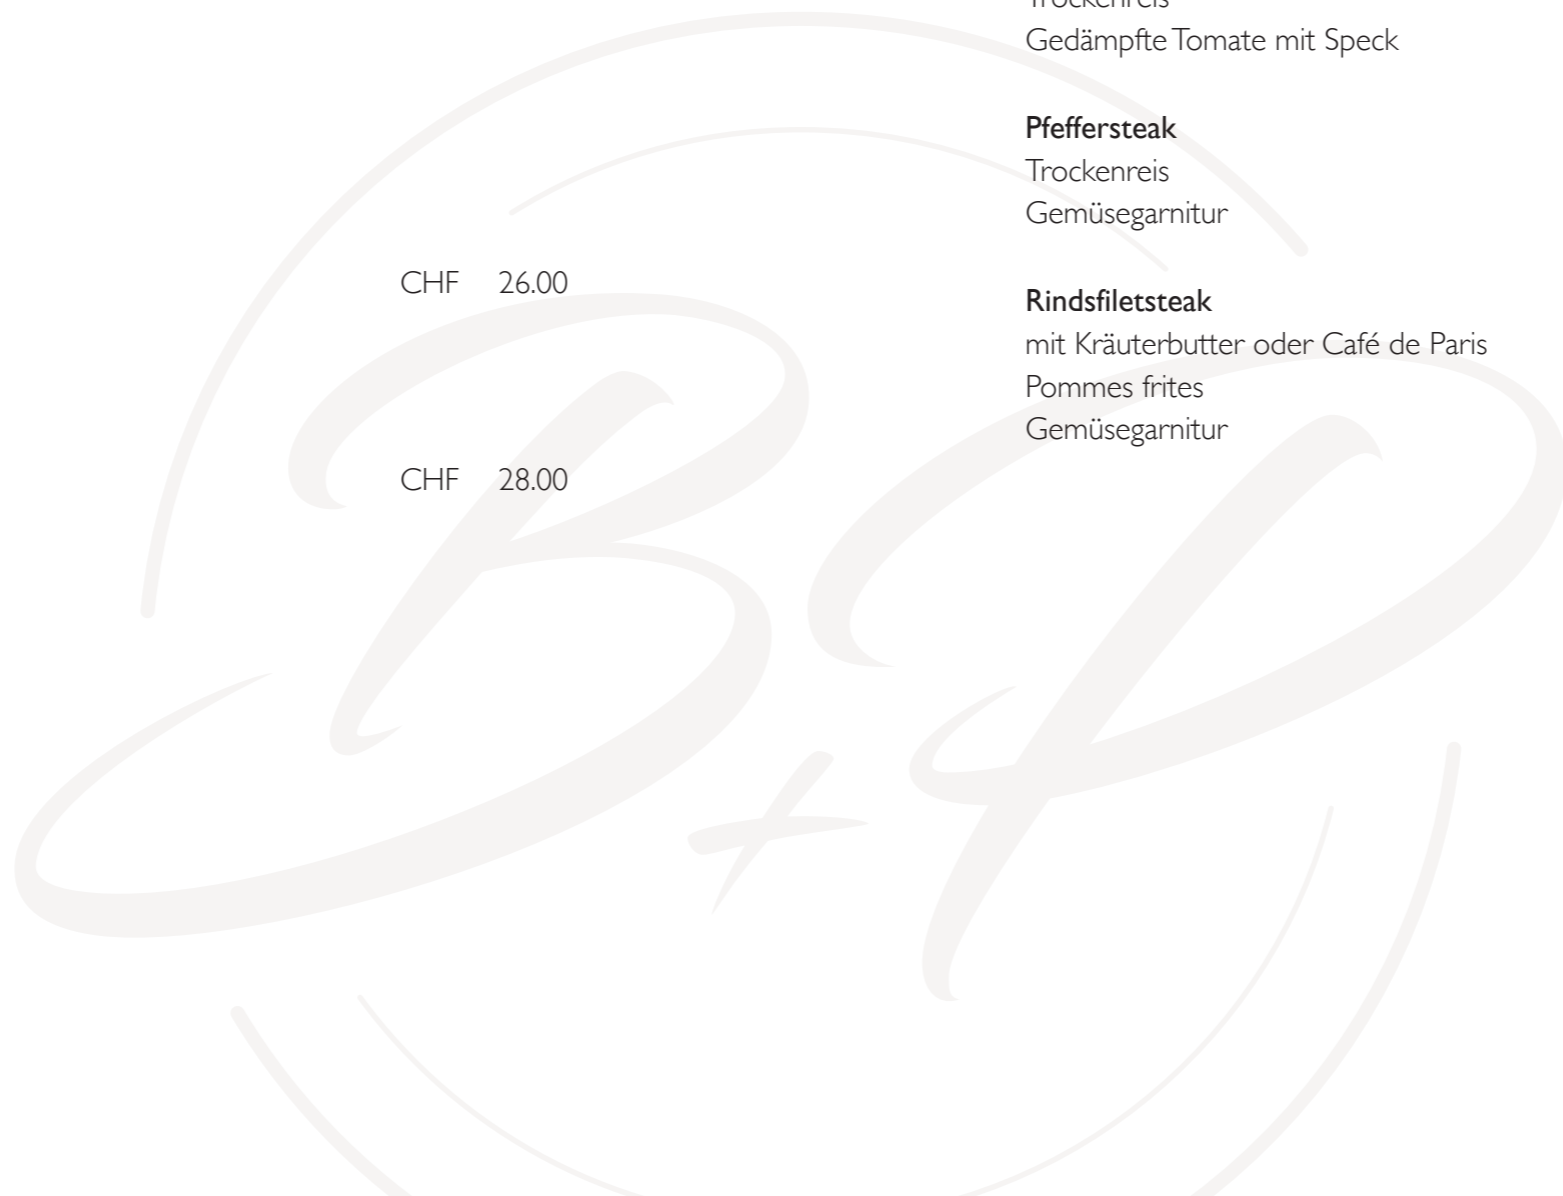 CHF 26.00
CHF 28.00
Trockenreis
Gedämpfte Tomate mit Speck
Pfeffersteak
Trockenreis
Gemüsegarnitur
Rindsfiletsteak
mit Kräuterbutter oder Café de Paris
Pommes frites
Gemüsegarnitur
B+P